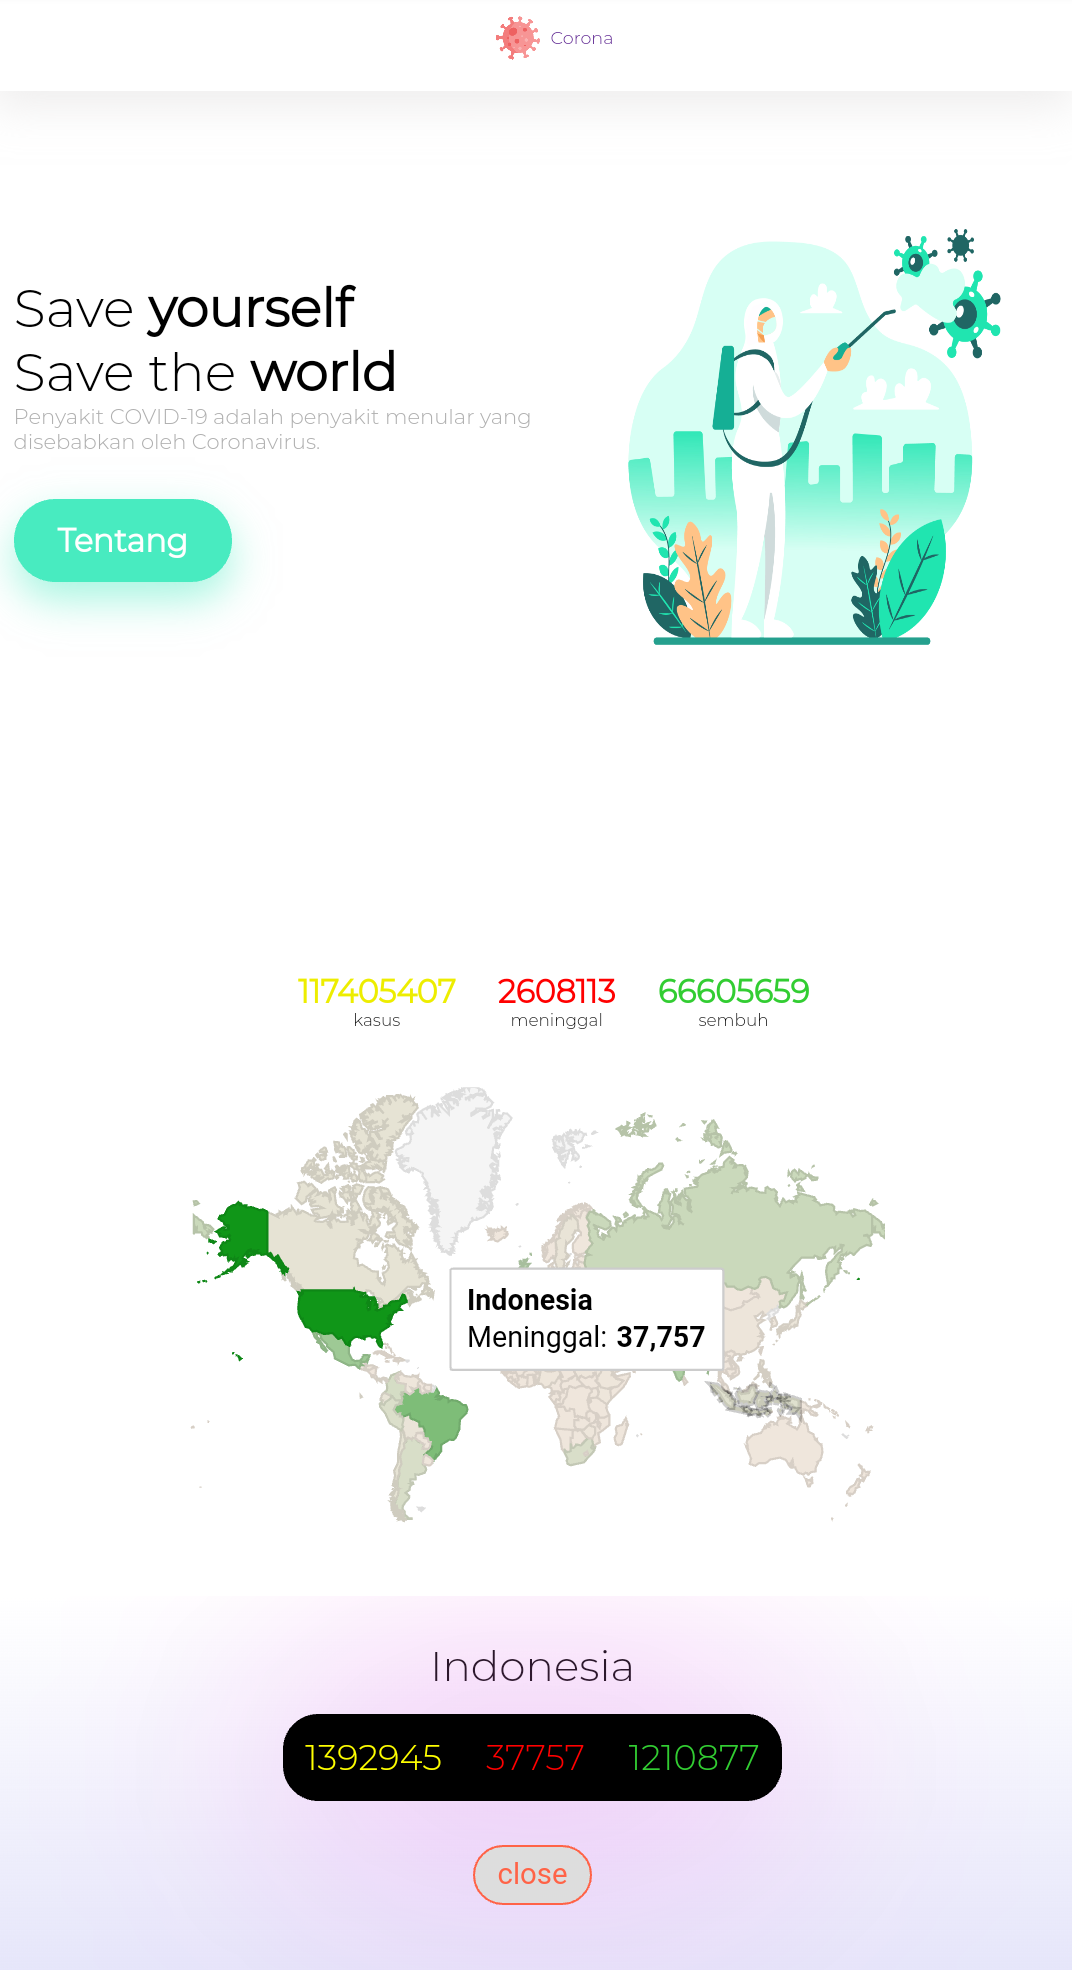 Corona
Save yourself
Save the world
Penyakit COVID-19 adalah penyakit menular yang
disebabkan oleh Coronavirus.
Tentang
117405407 2608113 66605659
kasus meninggal sembuh
Indonesia
Meninggal: 37,757
Indonesia
1392945 37757 1210877
close